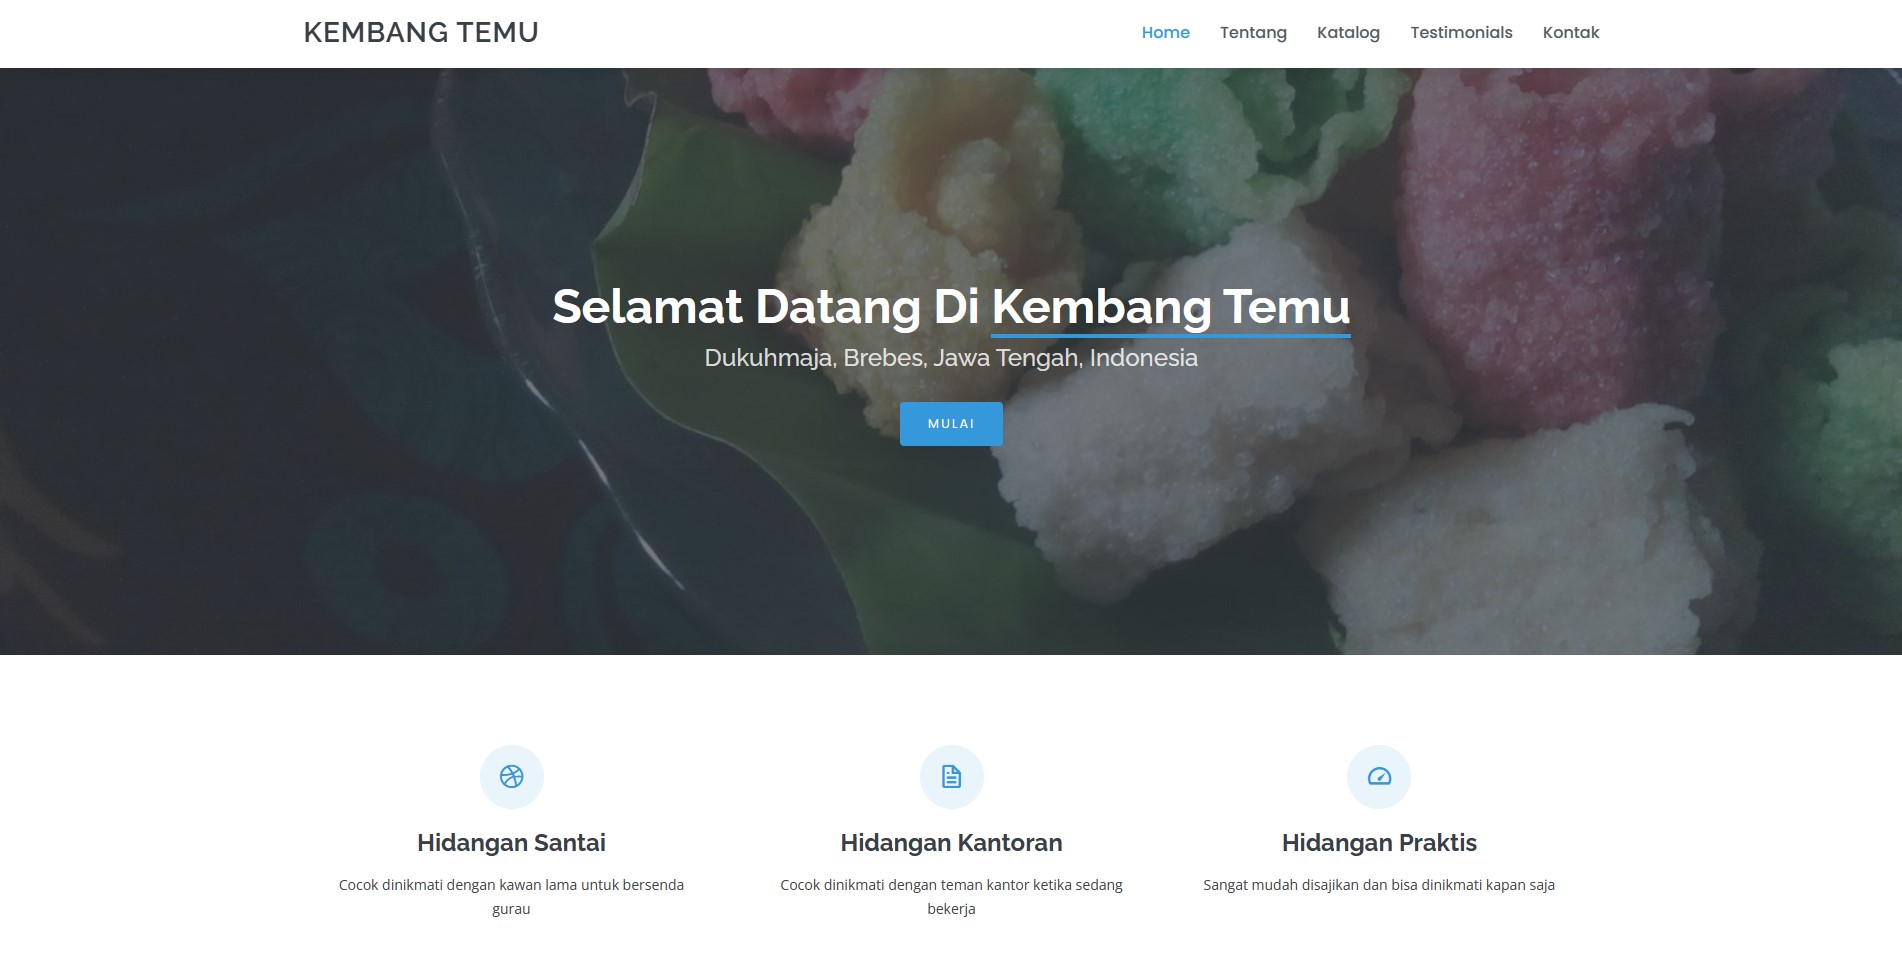 KEMBANG TEMU
Home Tentang Katalog Testimonials Kontak
Selamat Datang Di Kembang Temu
Dukuhmaja, Brebes, Jawa Tengah, Indonesia
MULAI
Hidangan Santai
Cocok dinikmati dengan kawan lama untuk bersenda
gurau
Hidangan Kantoran
Cocok dinikmati dengan teman kantor ketika sedang
bekerja
Hidangan Praktis
Sangat mudah disajikan dan bisa dinikmati kapan saja